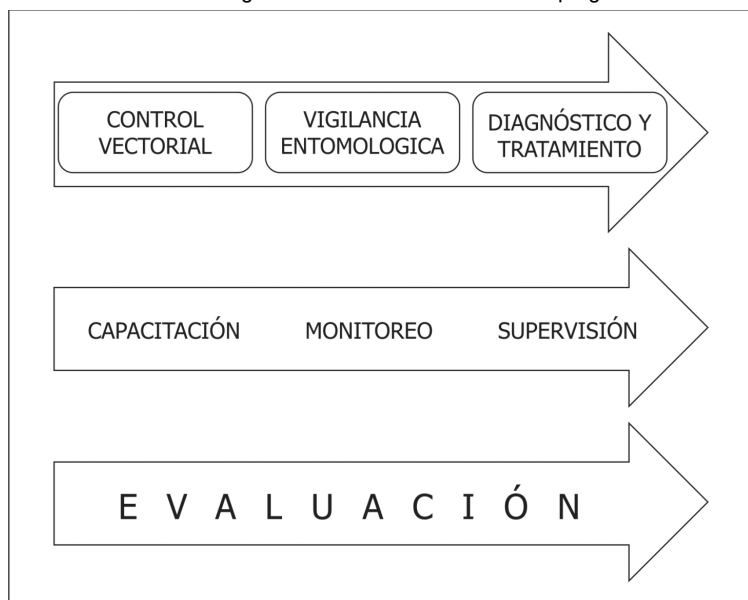 CONTROL
VECTORIAL
VIGILANCIA
ENTOMOLOGICA
DIAGNÓSTICO Y
TRATAMIENTO
CAPACITACIÓN MONITOREO SUPERVISIÓN
E V A L U A C I Ó N